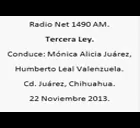 Radio Net 1490 AM.
Tercera Ley.
Conduce: Mónica Alicia Juárez,
Humberto Leal Valenzuela.
Cd. Juárez, Chihuahua.
22 Noviembre 2013.